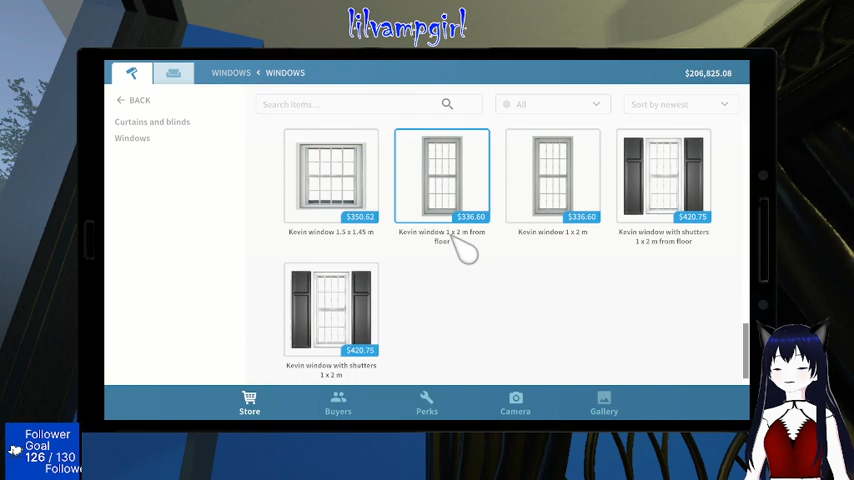 lilvampgirl
WINDOWS < WINDOWS
$206,825.08
BACK
Curtains and blinds
Windows
Search items...
All
Sort by newest
$350.62
$336.60
$336.60
$420.75
Kevin window 1.5 x 1.45 m
Kevin window 1 x 2 m from
floor
Kevin window 1 x 2 m
Kevin window with shutters
1 x 2 m from floor
$420.75
Kevin window with shutters
1 x 2 m
Store
Buyers
Perks
Camera
Gallery
Follower
Goal
126 / 130
Followe